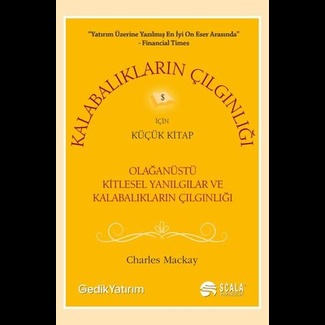 "Yatırım Üzerine Yazılmış En İyi On Eser Arasında"
- Financial Times
KALABALIKLARIN ÇILGINLIĞI
$
İÇİN
KÜÇÜK KİTAP
OLAĞANÜSTÜ
KİTLESEL YANILGILAR VE
KALABALIKLARIN ÇILGINLIĞI
Charles Mackay
GedikYatırım
SCALA